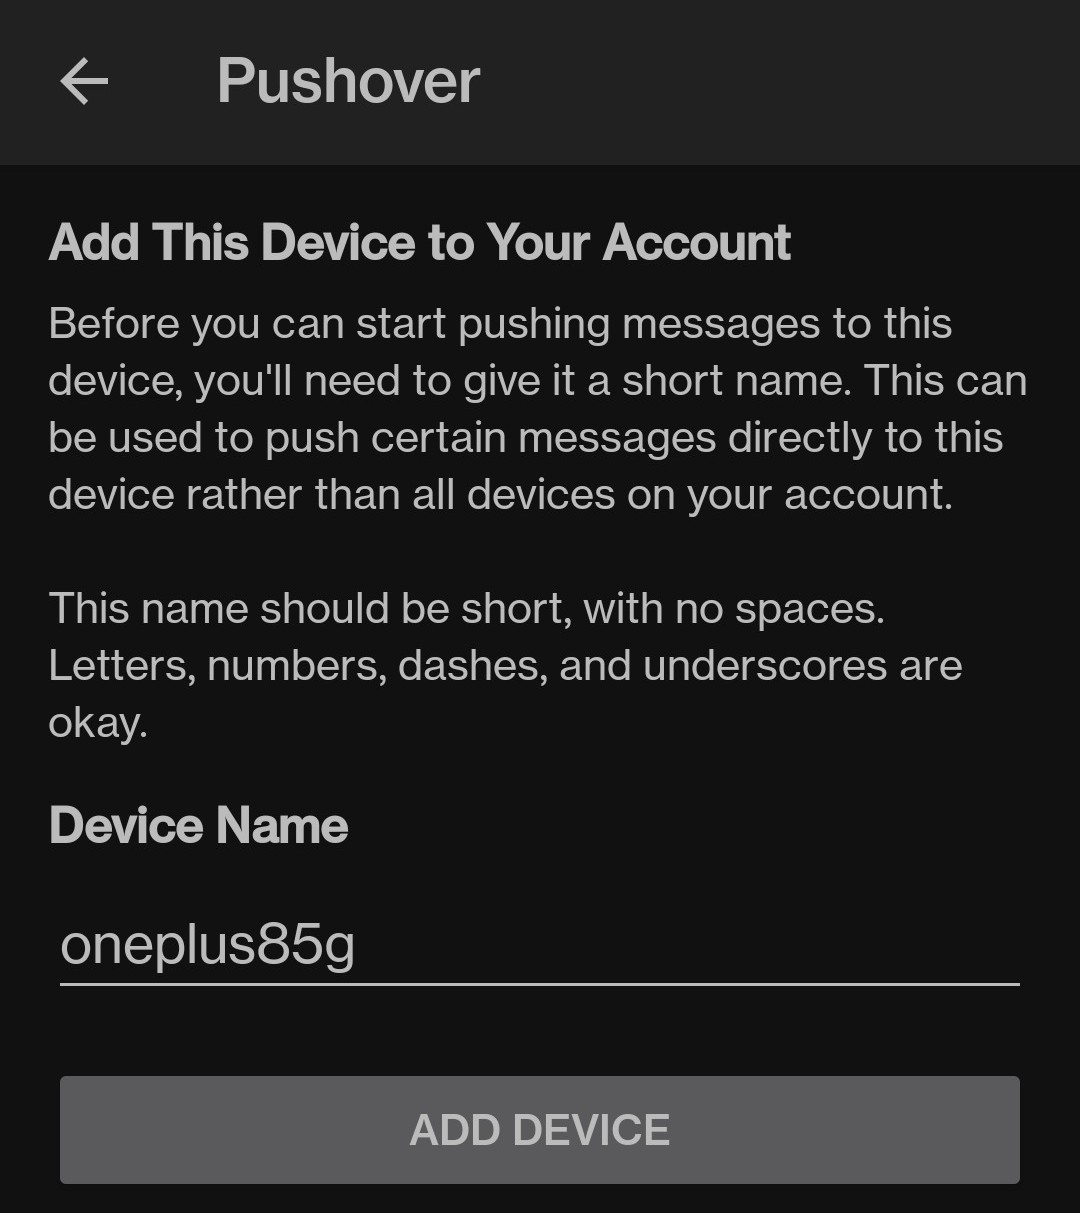 Pushover
Add This Device to Your Account
Before you can start pushing messages to this
device, you'll need to give it a short name. This can
be used to push certain messages directly to this
device rather than all devices on your account.
This name should be short, with no spaces.
Letters, numbers, dashes, and underscores are
okay.
Device Name
oneplus85g
ADD DEVICE